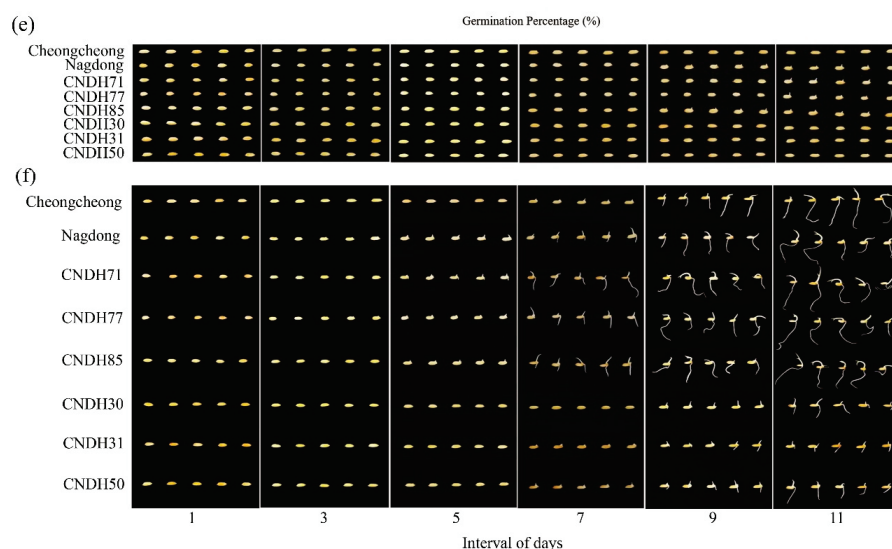 Germination Percentage (%)
(e)
Cheongcheong
Nagdong
CNDH71
CNDH77
CNDH85
CNDH30
CNDH31
CNDH50
(f)
Cheongcheong
Nagdong
CNDH71
CNDH77
CNDH85
CNDH30
CNDH31
CNDH50
1 3 5 7 9 11
Interval of days